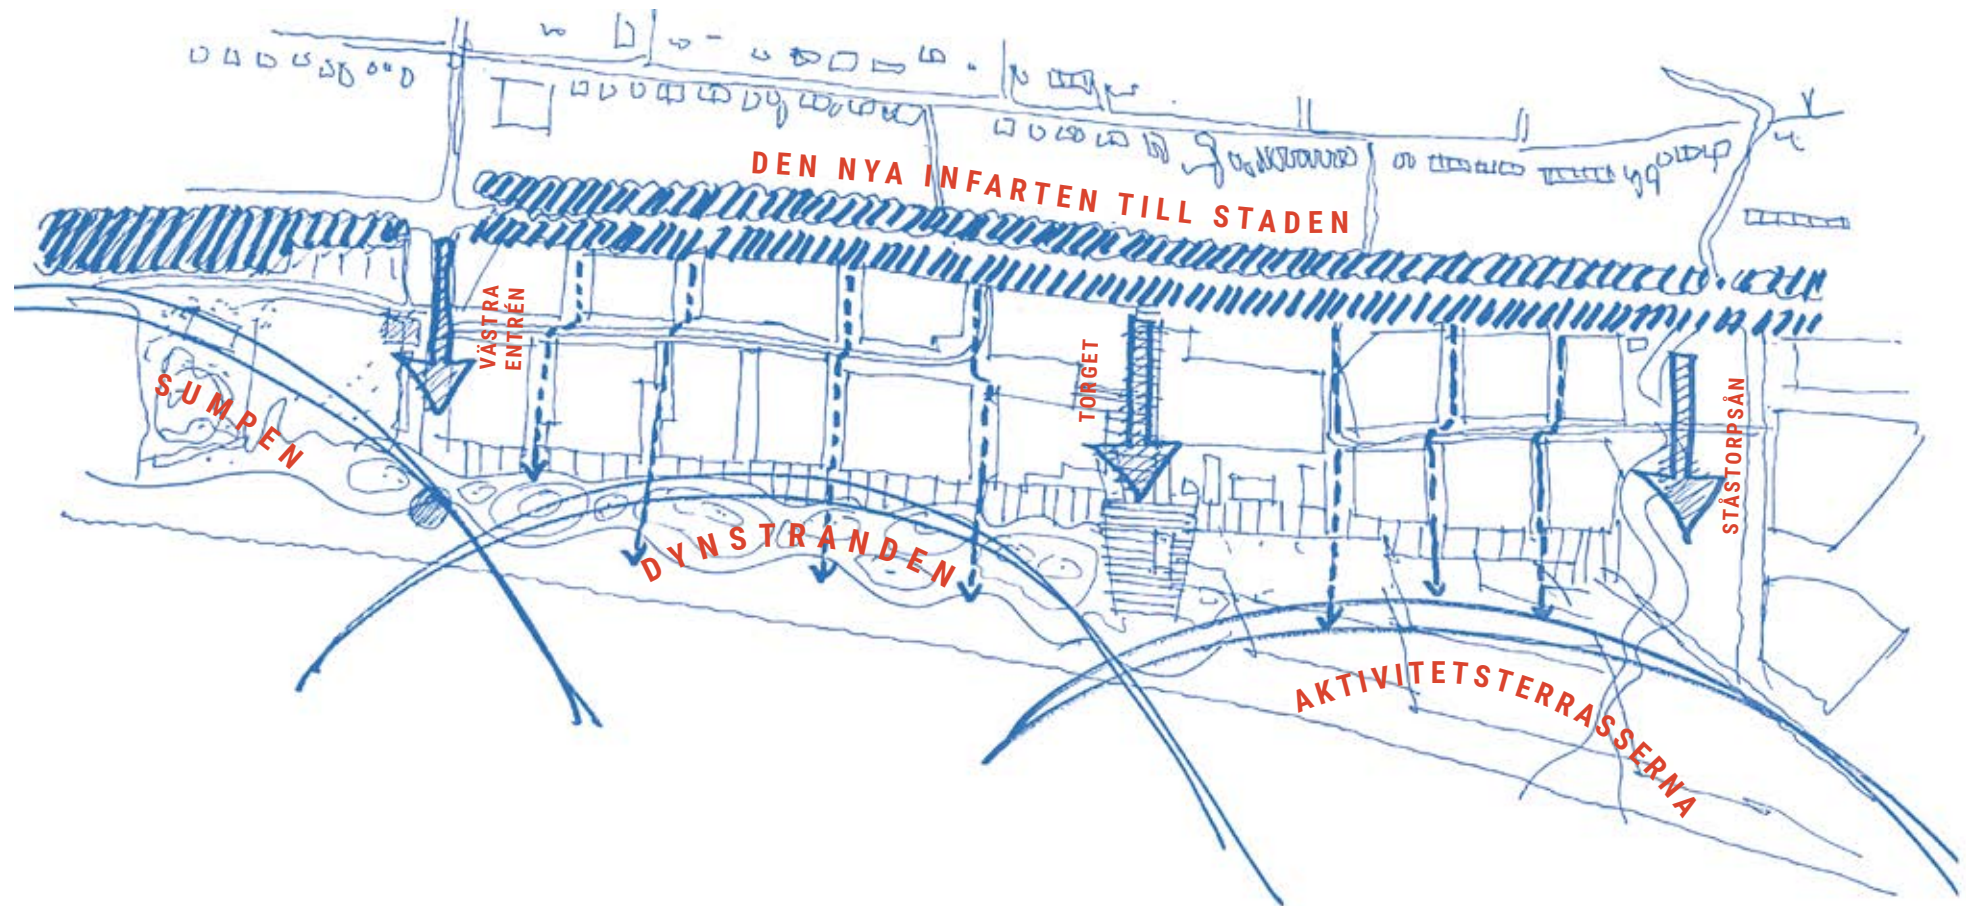 DEN NYA INFARTEN TILL STADEN
VÄSTRA
ENTRÉN
SUMPEN
TORGET
STÅSTORPSÅN
DYNSTRANDEN
AKTIVITETSTERRASSERNA